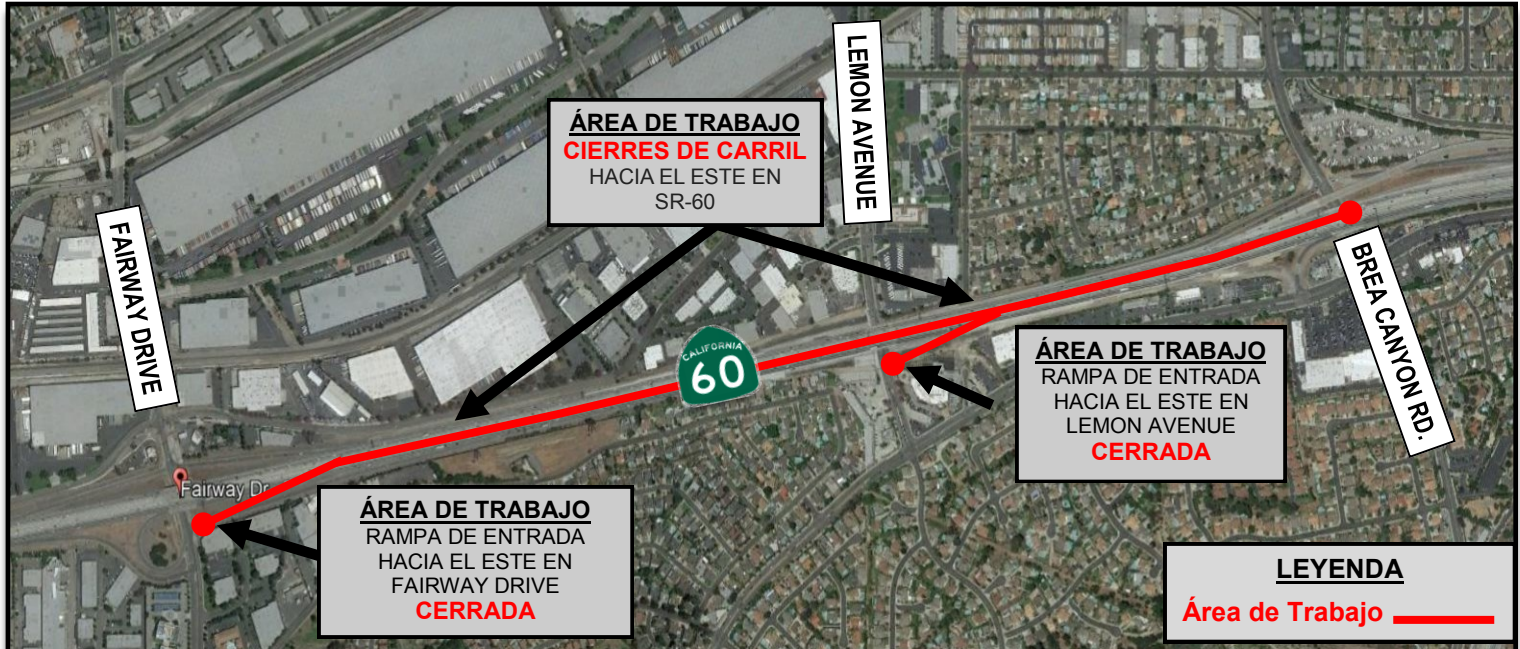 LEMON AVENUE
ÁREA DE TRABAJO
CIERRES DE CARRIL
HACIA EL ESTE EN
SR-60
FAIRWAY DRIVE
BREA CANYON RD.
CALIFORNIA
60
ÁREA DE TRABAJO
RAMPA DE ENTRADA
HACIA EL ESTE EN
LEMON AVENUE
CERRADA
Fairway Dr
ÁREA DE TRABAJO
RAMPA DE ENTRADA
HACIA EL ESTE EN
FAIRWAY DRIVE
CERRADA
LEYENDA
Área de Trabajo